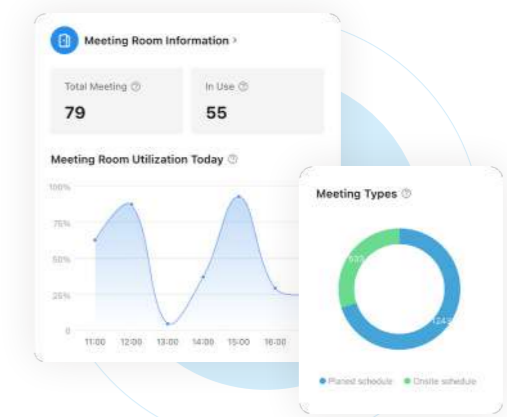 Meeting Room Information >
Total Meeting
79
In Use
55
Meeting Room Utilization Today
100%
75%
50%
25%
0
11:00 12:00 13:00 14:00 15:00 16:00
Meeting Types
533
Planed schedule
Onsite schedule